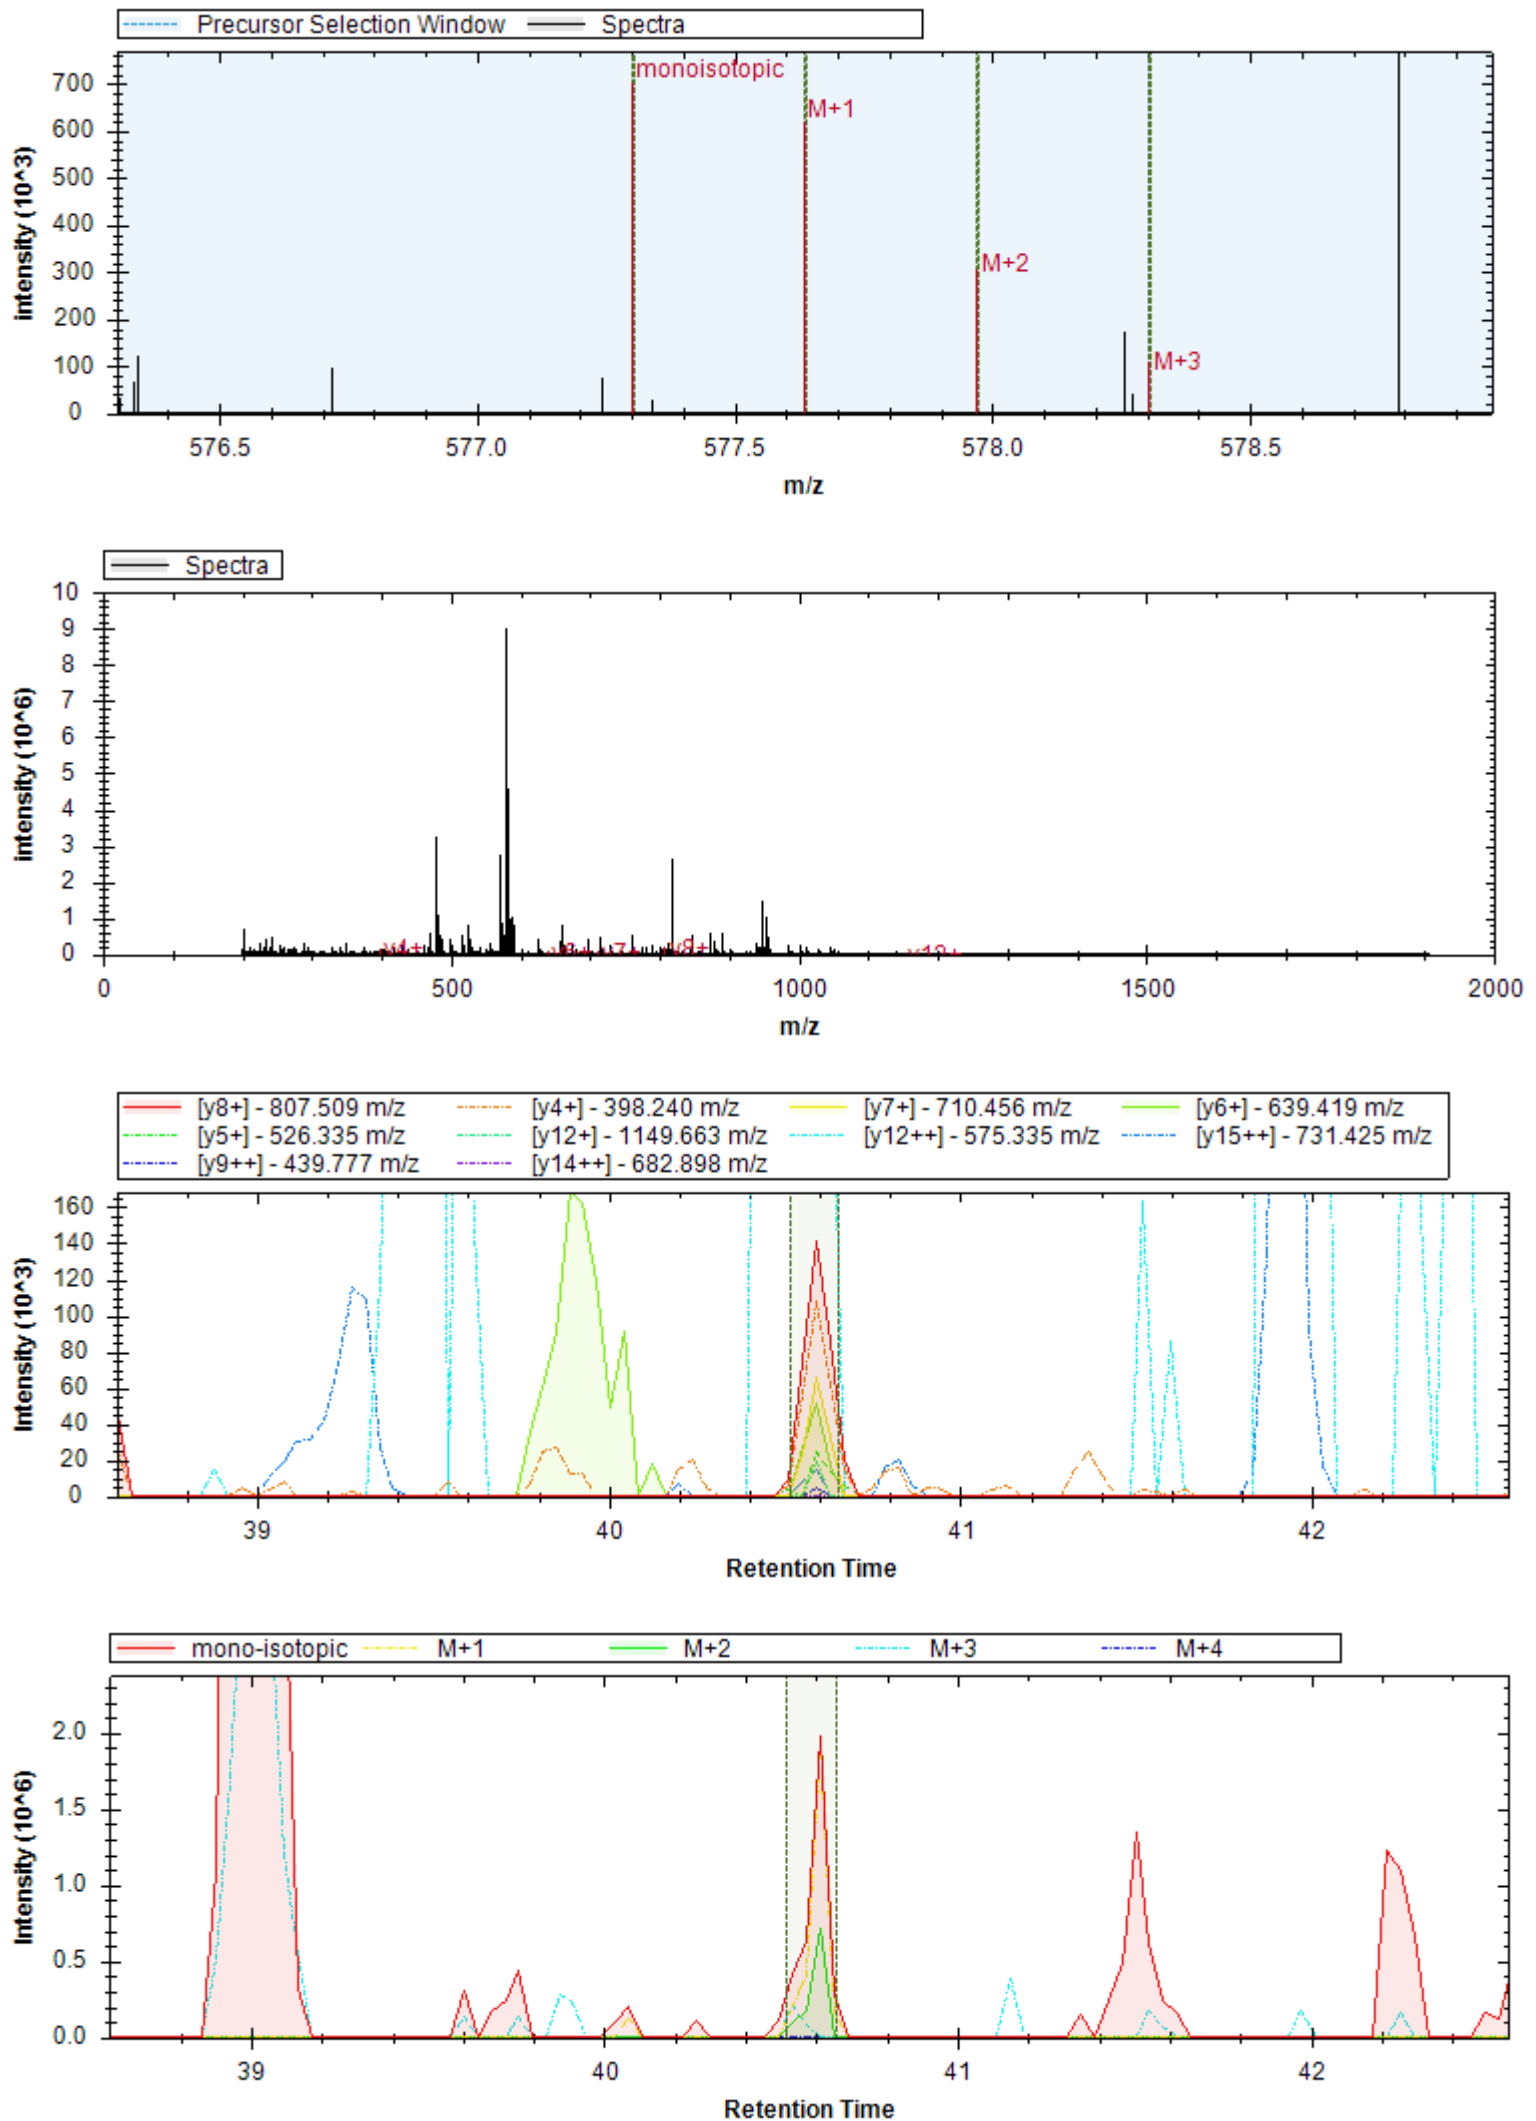 Precursor Selection Window Spectra
monoisotopic
M+1
M+2
M+3
700
600
500
400
300
200
100
0
intensity (10^3)
576.5 577.0 577.5 578.0 578.5
m/z
Spectra
10
9
8
7
6
5
4
3
2
1
0
intensity (10^6)
y4+ y6+ y7+ y8+ y12+
0 500 1000 1500 2000
m/z
[y8+] - 807.509 m/z [y4+] - 398.240 m/z [y7+] - 710.456 m/z [y6+] - 639.419 m/z
[y5+] - 526.335 m/z [y12+] - 1149.663 m/z [y12++] - 575.335 m/z [y15++] - 731.425 m/z
[y9++] - 439.777 m/z [y14++] - 682.898 m/z
160
140
120
100
80
60
40
20
0
Intensity (10^3)
39 40 41 42
Retention Time
mono-isotopic M+1 M+2 M+3 M+4
2.0
1.5
1.0
0.5
0.0
Intensity (10^6)
39 40 41 42
Retention Time